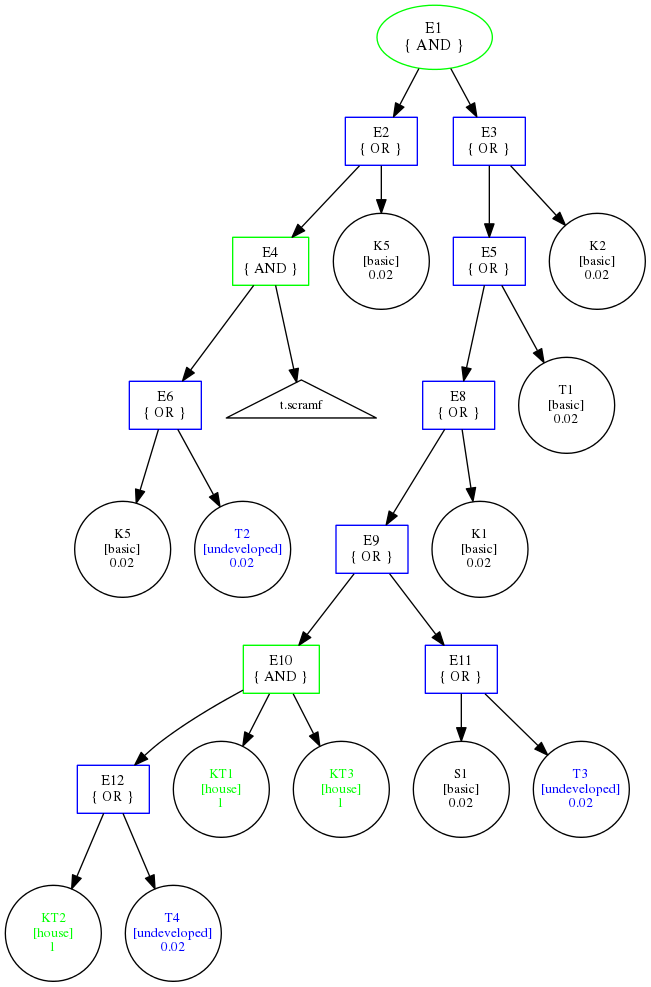 E1
{ AND }
E2
{ OR }
E3
{ OR }
E4
{ AND }
K5
[basic]
0.02
E5
{ OR }
K2
[basic]
0.02
E6
{ OR }
t.scramf
E8
{ OR }
T1
[basic]
0.02
K5
[basic]
0.02
T2
[undeveloped]
0.02
E9
{ OR }
K1
[basic]
0.02
E10
{ AND }
E11
{ OR }
E12
{ OR }
KT1
[house]
1
KT3
[house]
1
S1
[basic]
0.02
T3
[undeveloped]
0.02
KT2
[house]
1
T4
[undeveloped]
0.02